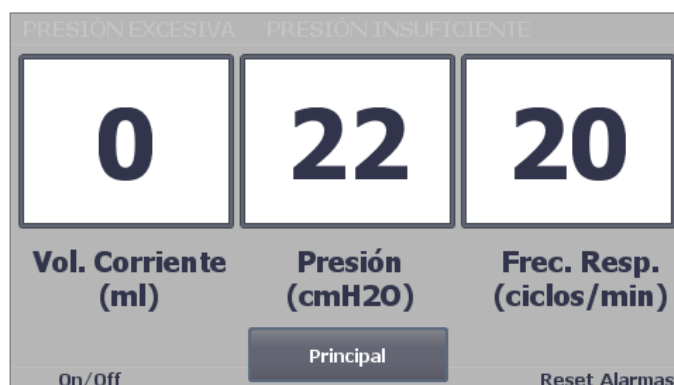 PRESIÓN EXCESIVA PRESIÓN INSUFICIENTE
0 22 20
Vol. Corriente Presión Frec. Resp.
(ml) (cmH2O) (ciclos/min)
Principal
On/Off Reset Alarmas